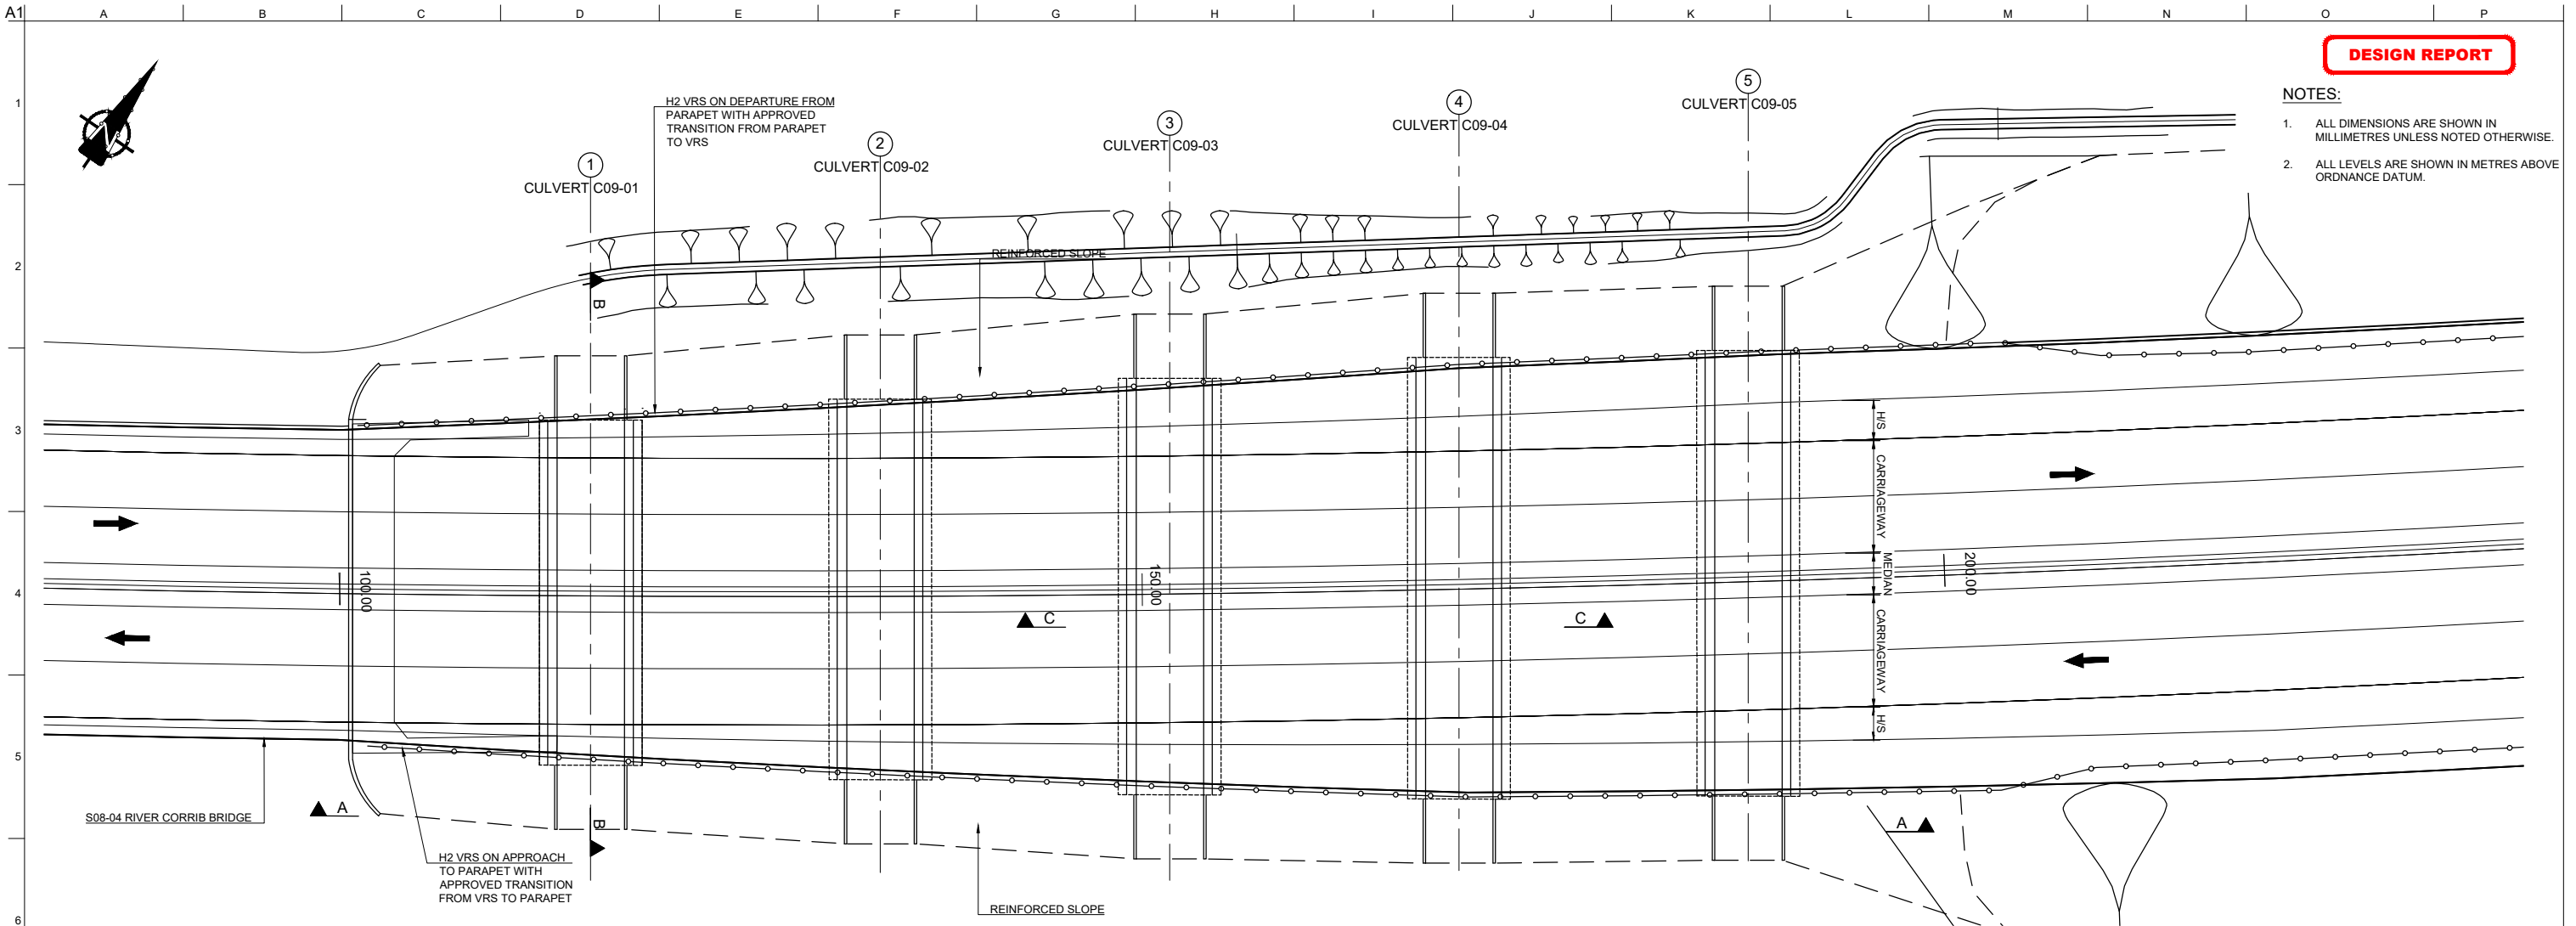 A1
A B C D E F G H I J K L M N O P
DESIGN REPORT
NOTES:
1. ALL DIMENSIONS ARE SHOWN IN
MILLIMETRES UNLESS NOTED OTHERWISE.
2. ALL LEVELS ARE SHOWN IN METRES ABOVE
ORDNANCE DATUM.
1
2
3
4
5
6
N
H2 VRS ON DEPARTURE FROM
PARAPET WITH APPROVED
TRANSITION FROM PARAPET
TO VRS
1
CULVERT C09-01
2
CULVERT C09-02
3
CULVERT C09-03
4
CULVERT C09-04
5
CULVERT C09-05
REINFORCED SLOPE
B
H/S
CARRIAGEWAY
MEDIAN
CARRIAGEWAY
H/S
100.00
150.00
200.00
C
C
S08-04 RIVER CORRIB BRIDGE
A
B
A
H2 VRS ON APPROACH
TO PARAPET WITH
APPROVED TRANSITION
FROM VRS TO PARAPET
REINFORCED SLOPE